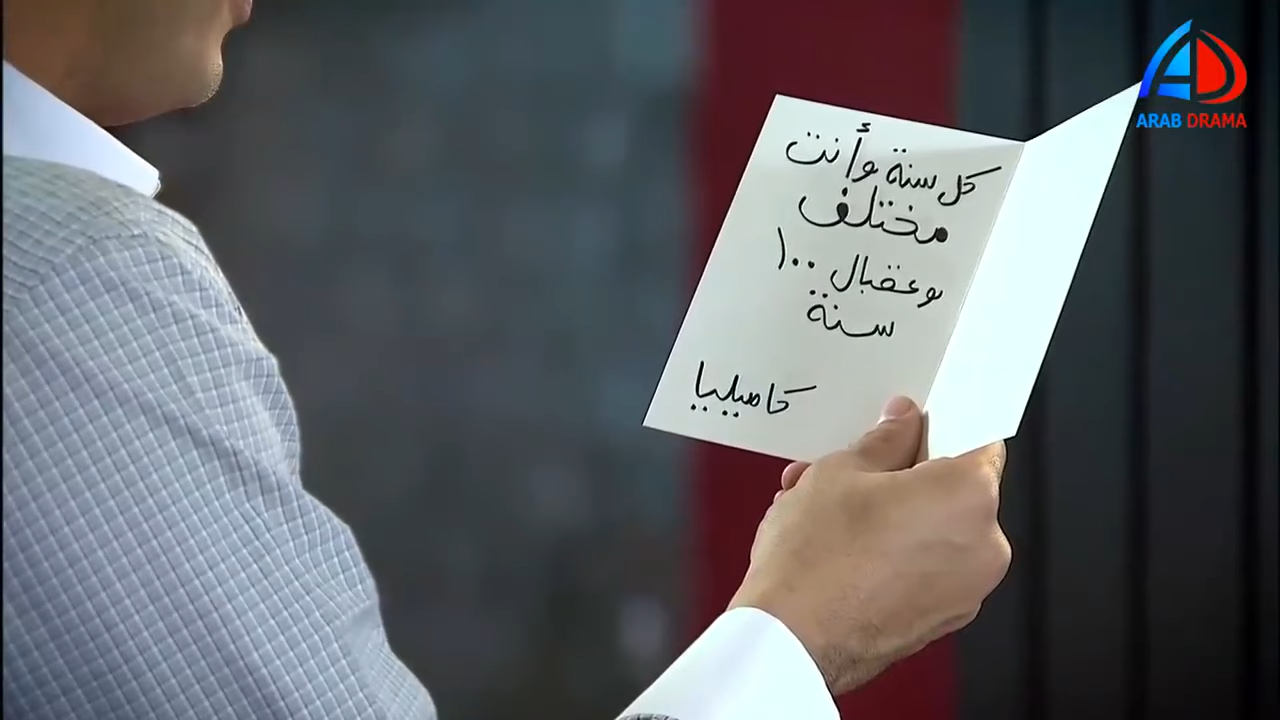 كل سنة وأنت
مختلف
وعقبال ١٠٠
سنة
كاميليا
ARAB DRAMA